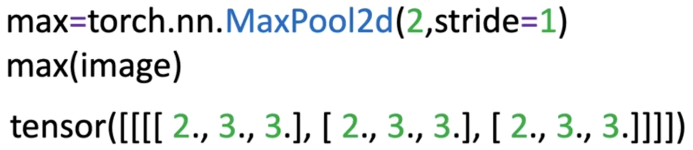 max=torch.nn.MaxPool2d(2,stride=1)
max(image)
tensor([[[[ 2., 3., 3.], [ 2., 3., 3.], [ 2., 3., 3.]]]])